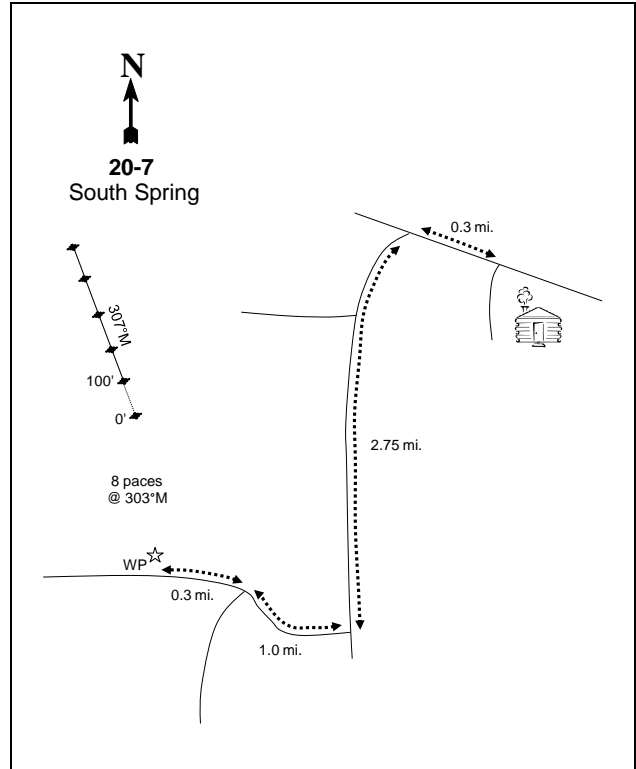 N
20-7
South Spring
0.3 mi.
307°M
100'
0'
2.75 mi.
8 paces
@ 303°M
WP
0.3 mi.
1.0 mi.